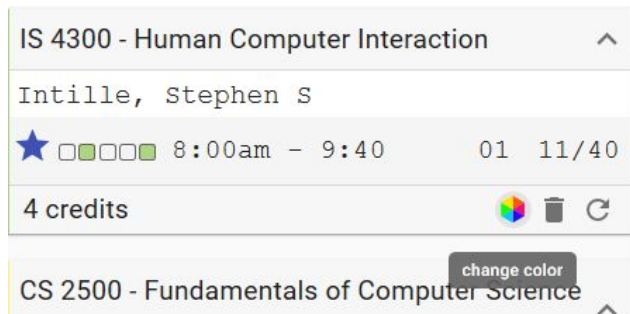 IS 4300 - Human Computer Interaction
Intille, Stephen S
8:00am - 9:40 01 11/40
4 credits
change color
CS 2500 - Fundamentals of Computer Science